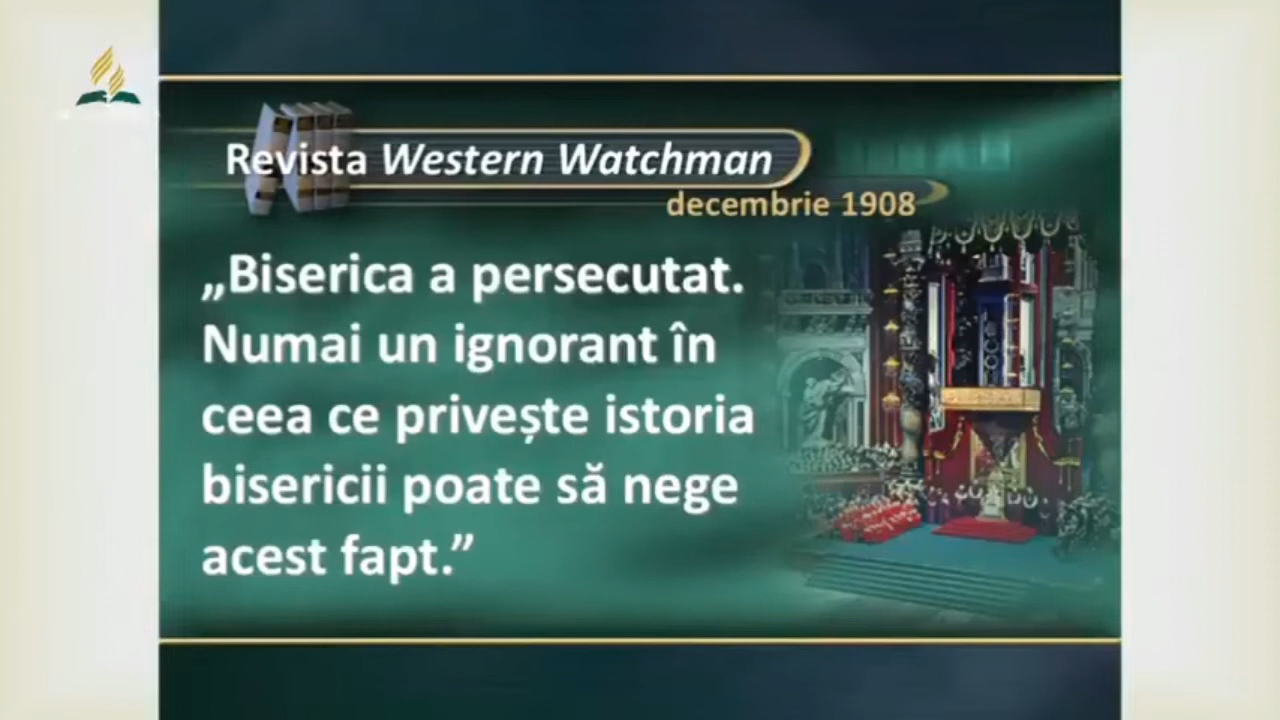 Revista Western Watchman
decembrie 1908
„Biserica a persecutat.
Numai un ignorant în
ceea ce privește istoria
bisericii poate să nege
acest fapt.”